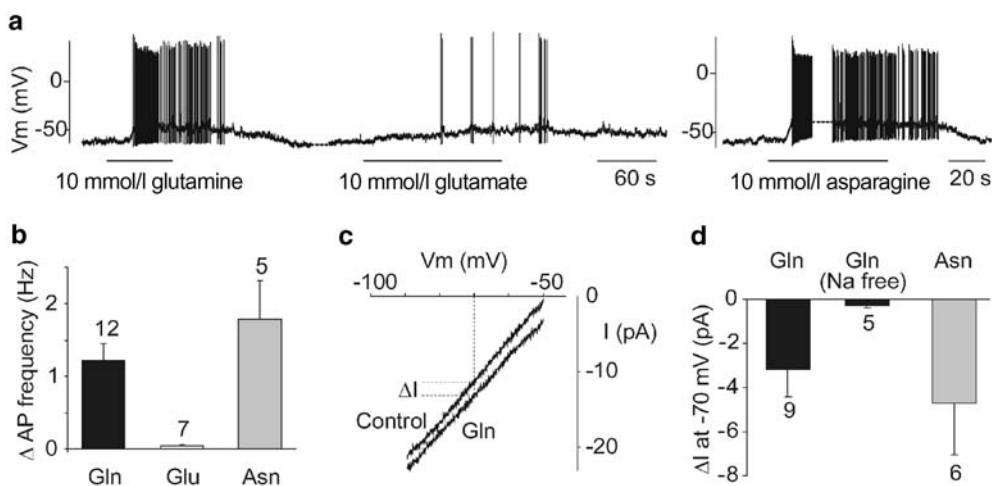 a
Vm (mV)
0
-50
10 mmol/l glutamine
10 mmol/l glutamate
60 s
0
-50
10 mmol/l asparagine
20 s
b
Δ AP frequency (Hz)
2
1
0
12
7
5
Gln
Glu
Asn
c
Vm (mV)
-100
-50
0
I (pA)
-10
-20
ΔI
Control
Gln
d
Gln
Gln
(Na free)
Asn
ΔI at -70 mV (pA)
0
-2
-4
-6
-8
9
5
6